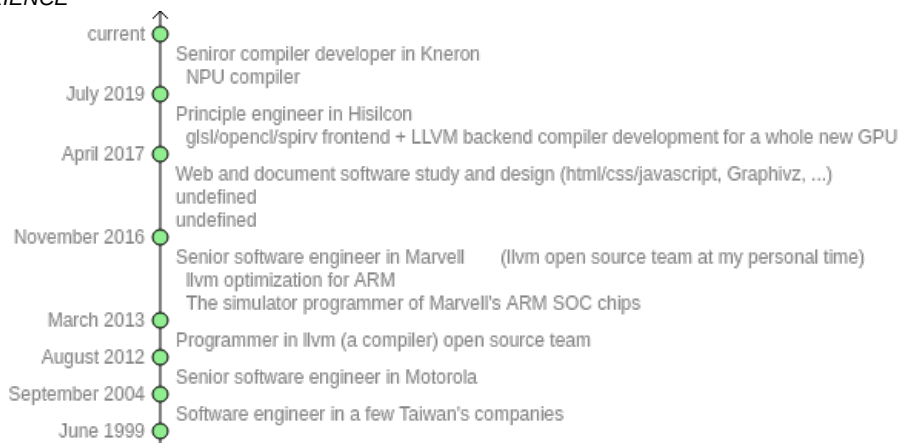 current
Seniror compiler developer in Kneron
NPU compiler
July 2019
Principle engineer in Hisilcon
glsl/opencl/spirv frontend + LLVM backend compiler development for a whole new GPU
April 2017
Web and document software study and design (html/css/javascript, Graphivz, ...)
undefined
undefined
November 2016
Senior software engineer in Marvell (llvm open source team at my personal time)
llvm optimization for ARM
The simulator programmer of Marvell's ARM SOC chips
March 2013
Programmer in llvm (a compiler) open source team
August 2012
Senior software engineer in Motorola
September 2004
Software engineer in a few Taiwan's companies
June 1999